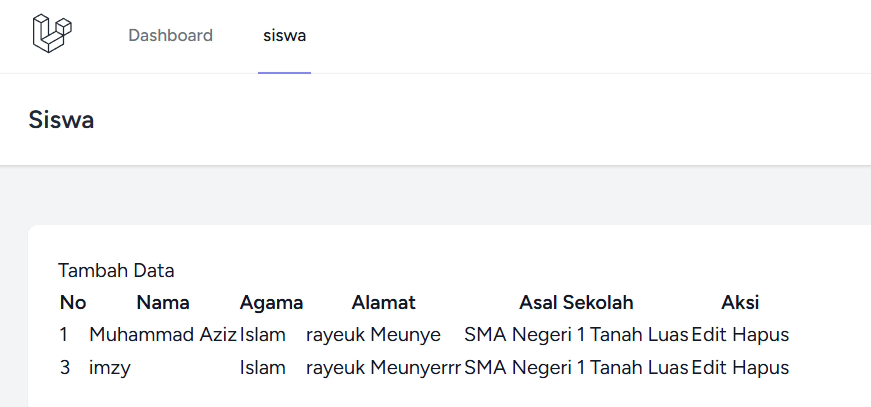 Dashboard siswa
Siswa
Tambah Data
No Nama Agama Alamat Asal Sekolah Aksi
1 Muhammad Aziz Islam rayeuk Meunye SMA Negeri 1 Tanah Luas Edit Hapus
3 imzy Islam rayeuk Meunyerrr SMA Negeri 1 Tanah Luas Edit Hapus